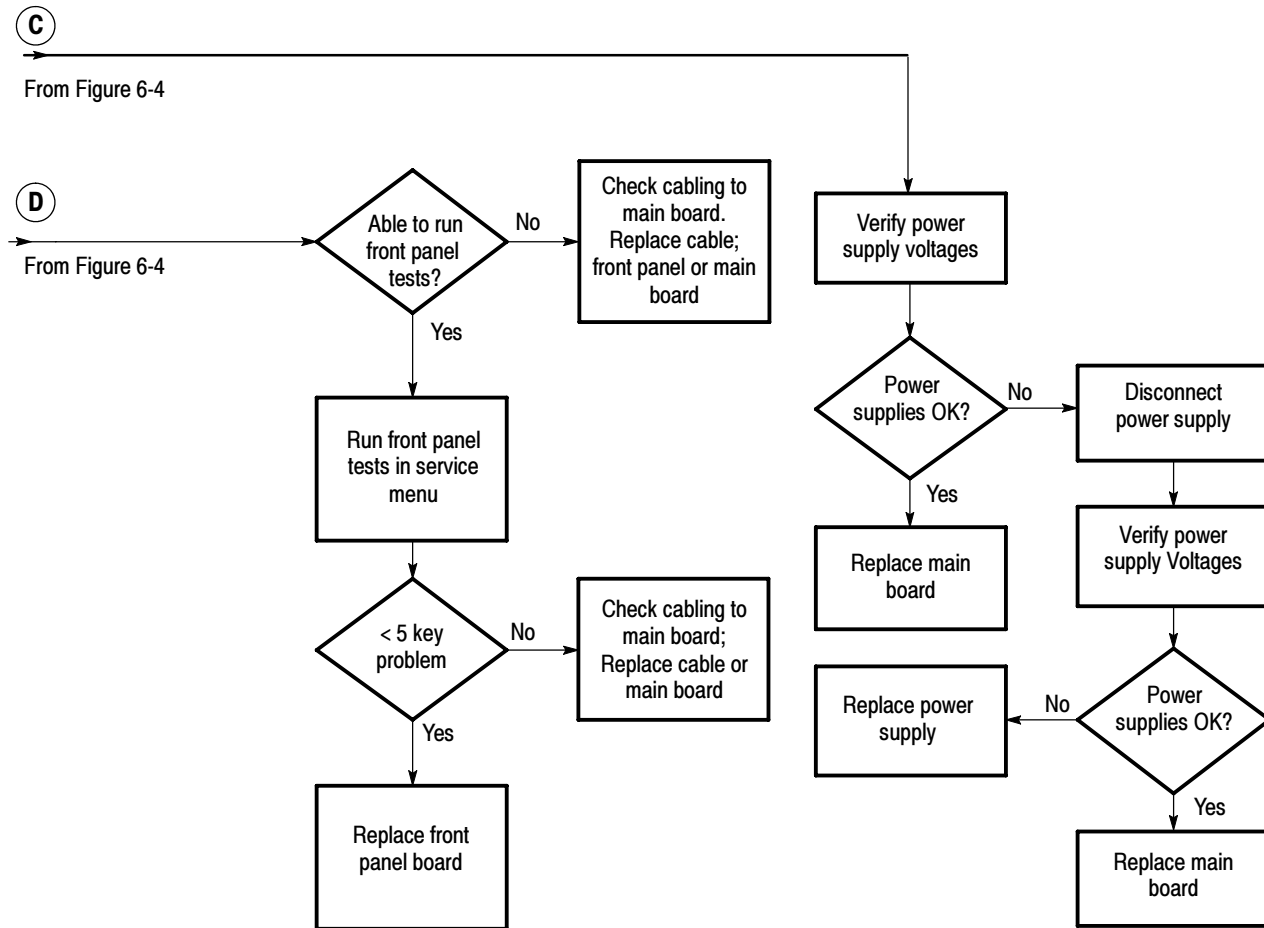 C
From Figure 6-4
D
From Figure 6-4
Able to run
front panel
tests?
No
Check cabling to
main board.
Replace cable;
front panel or main
board
Yes
Run front panel
tests in service
menu
< 5 key
problem
No
Check cabling to
main board;
Replace cable or
main board
Yes
Replace front
panel board
Verify power
supply voltages
Power
supplies OK?
No
Disconnect
power supply
Yes
Replace main
board
Verify power
supply Voltages
Power
supplies OK?
No
Replace power
supply
Yes
Replace main
board